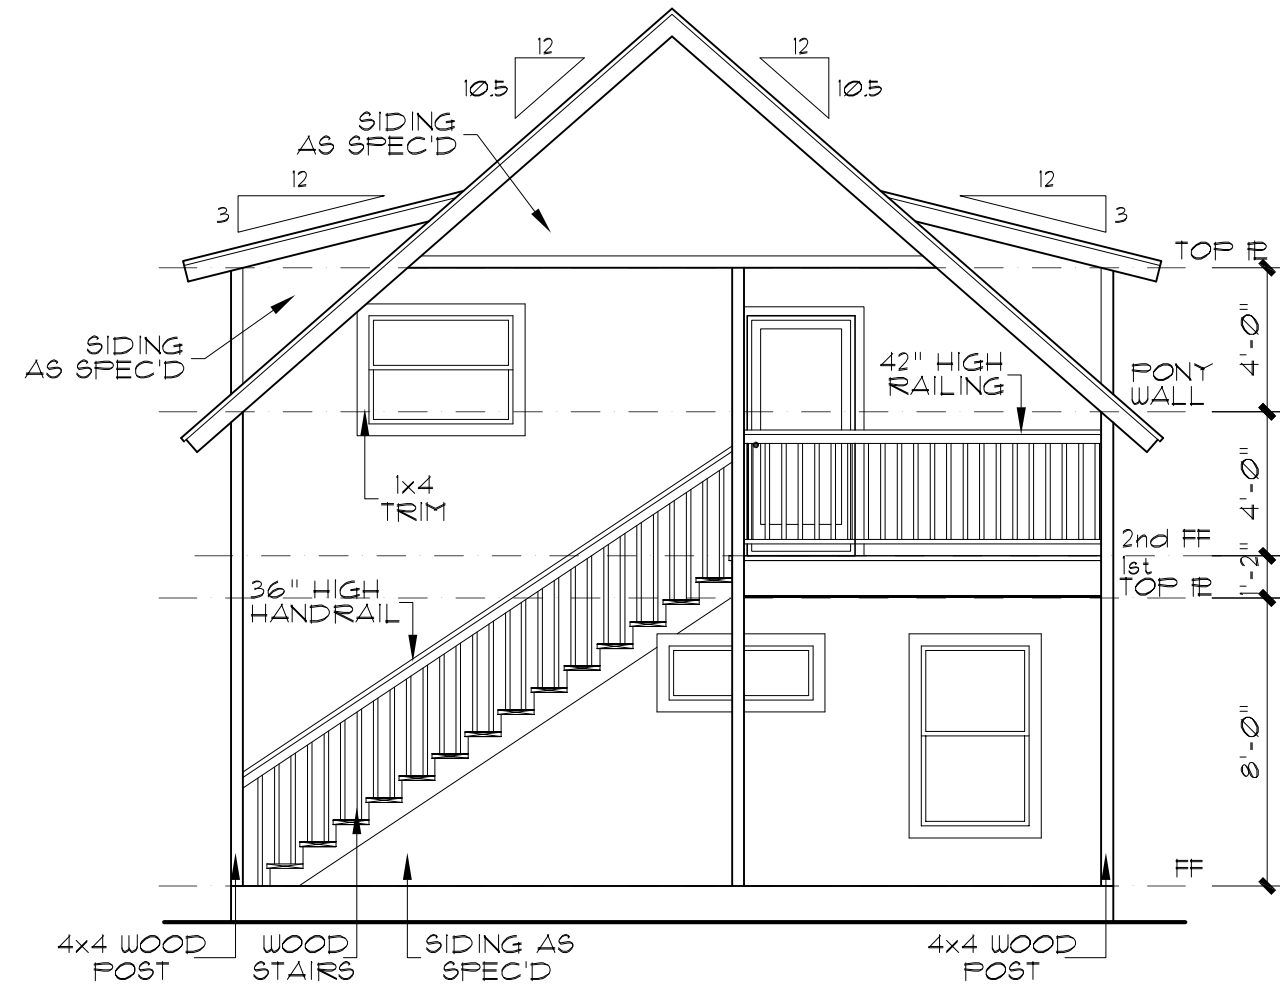 12
12
10.5
10.5
SIDING
AS SPEC'D
12
12
3
3
TOP PL
4'-0"
SIDING
AS SPEC'D
42" HIGH
RAILING
PONY
WALL
1x4
TRIM
4'-0"
2nd FF
1st
TOP PL
1'-2"
36" HIGH
HANDRAIL
8'-0"
FF
4x4 WOOD
POST
WOOD
STAIRS
SIDING AS
SPEC'D
4x4 WOOD
POST